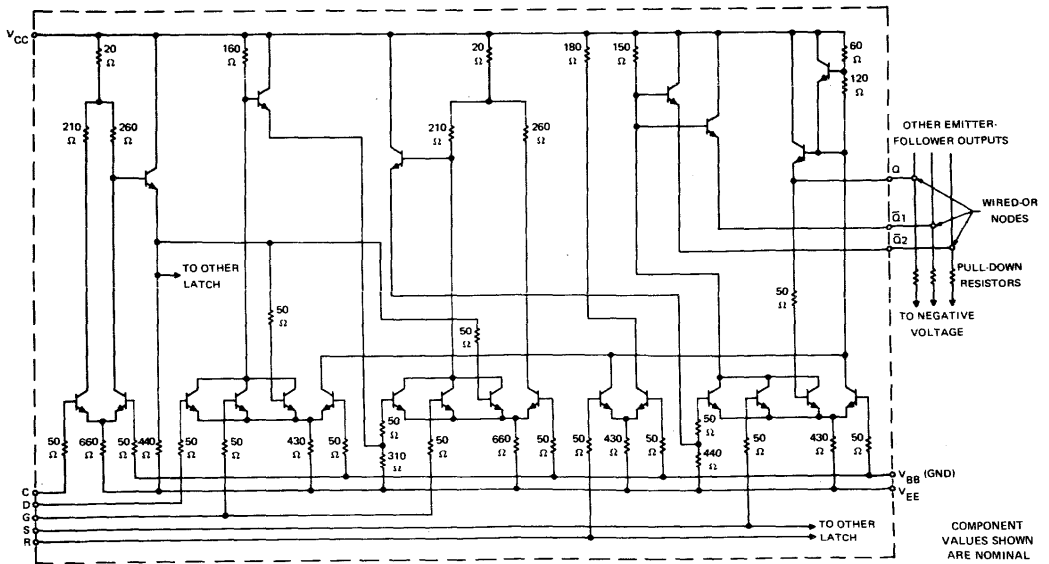 V_CC
20 Ω
160 Ω
20 Ω
180 Ω
150 Ω
60 Ω
120 Ω
210 Ω
260 Ω
210 Ω
260 Ω
OTHER EMITTER-
FOLLOWER OUTPUTS
Q
Q̅1
Q̅2
WIRED-OR
NODES
TO OTHER
LATCH
PULL-DOWN
RESISTORS
50 Ω
50 Ω
50 Ω
TO NEGATIVE
VOLTAGE
50 Ω
660 Ω
50 Ω
440 Ω
50 Ω
50 Ω
430 Ω
50 Ω
50 Ω
310 Ω
50 Ω
660 Ω
50 Ω
50 Ω
430 Ω
50 Ω
50 Ω
440 Ω
50 Ω
430 Ω
50 Ω
V_BB (GND)
V_EE
C
D
G
S
R
TO OTHER
LATCH
COMPONENT
VALUES SHOWN
ARE NOMINAL